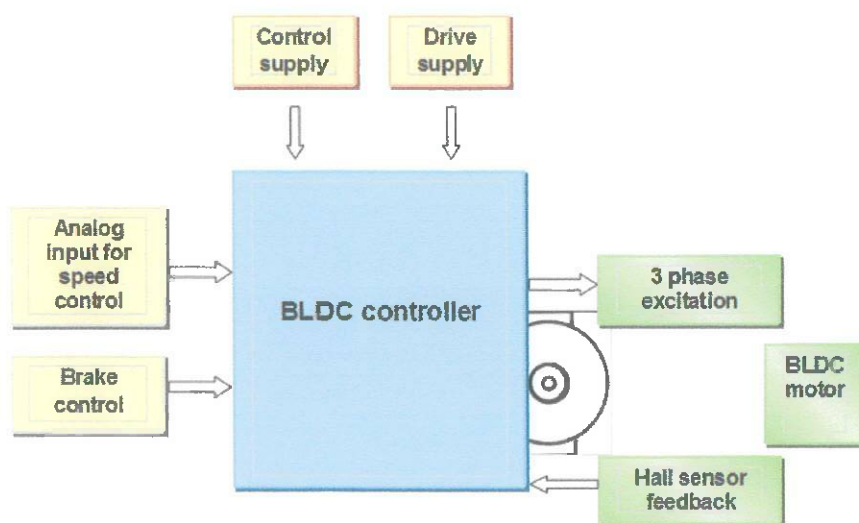 Control
supply
Drive
supply
Analog
input for
speed
control
BLDC controller
3 phase
excitation
Brake
control
BLDC
motor
Hall sensor
feedback